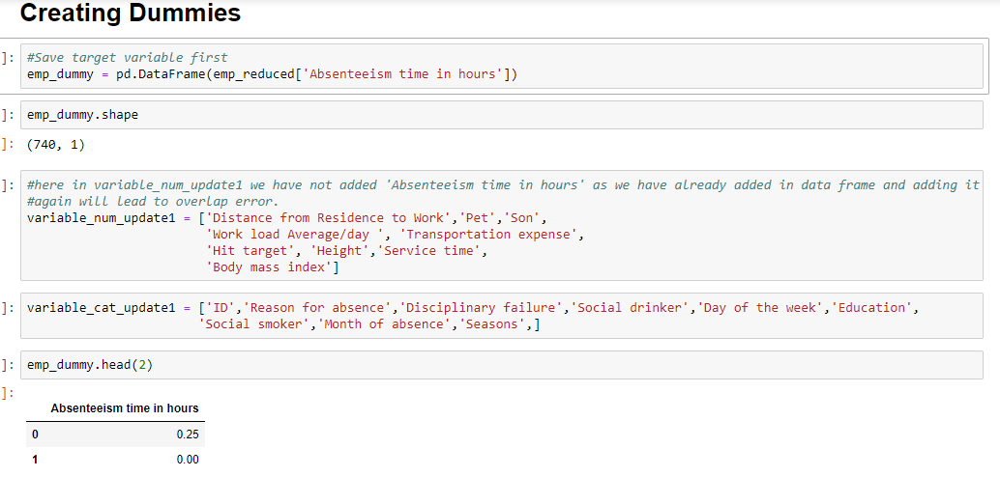 Creating Dummies
]: #Save target variable first
emp_dummy = pd.DataFrame(emp_reduced['Absenteeism time in hours'])
]: emp_dummy.shape
]: (740, 1)
]: #here in variable_num_update1 we have not added 'Absenteeism time in hours' as we have already added in data frame and adding it
#again will lead to overlap error.
variable_num_update1 = ['Distance from Residence to Work','Pet','Son',
'Work load Average/day ', 'Transportation expense',
'Hit target', 'Height','Service time',
'Body mass index']
]: variable_cat_update1 = ['ID','Reason for absence','Disciplinary failure','Social drinker','Day of the week','Education',
'Social smoker','Month of absence','Seasons',]
]: emp_dummy.head(2)
]:
Absenteeism time in hours
0 0.25
1 0.00